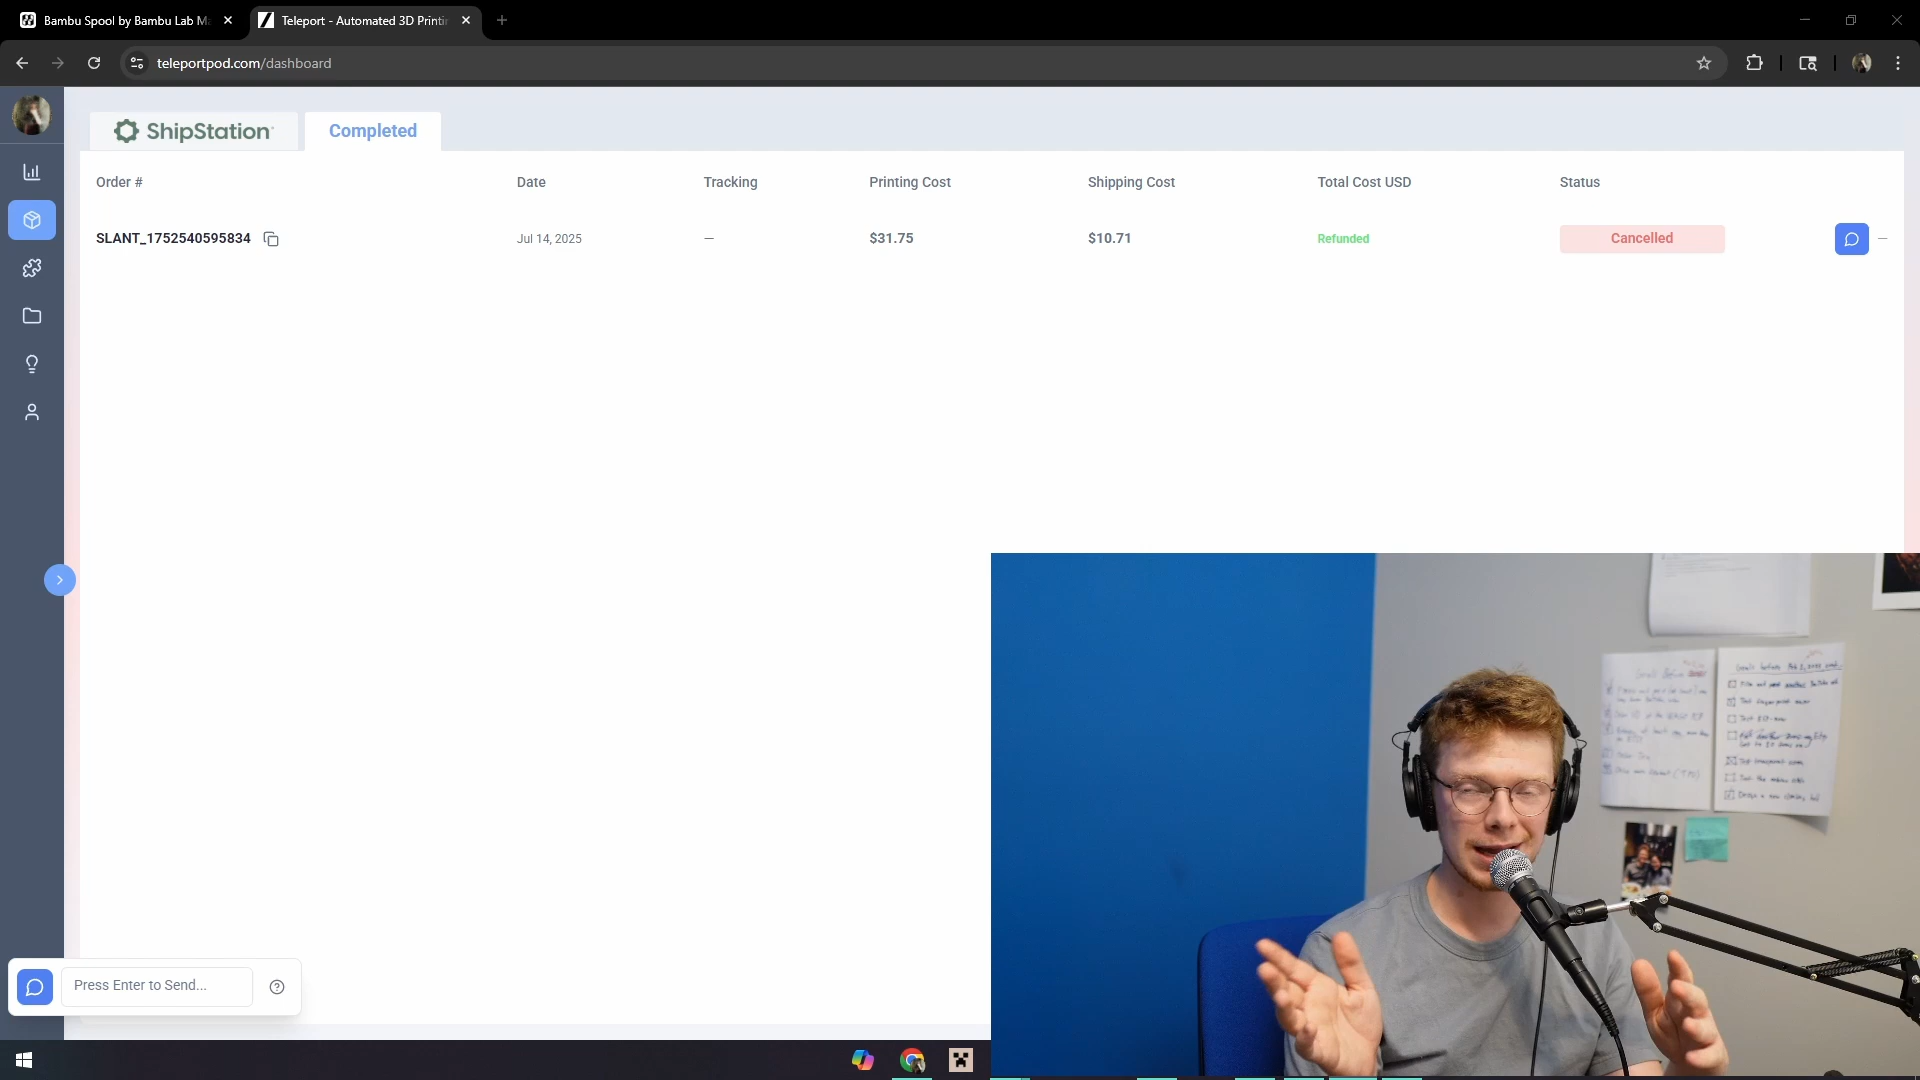 Bambu Spool by Bambu Lab M
Teleport - Automated 3D Printi
teleportpod.com/dashboard
ShipStation
Completed
Order #
Date
Tracking
Printing Cost
Shipping Cost
Total Cost USD
Status
SLANT_1752540595834
Jul 14, 2025
—
$31.75
$10.71
Refunded
Cancelled
—
Press Enter to Send...